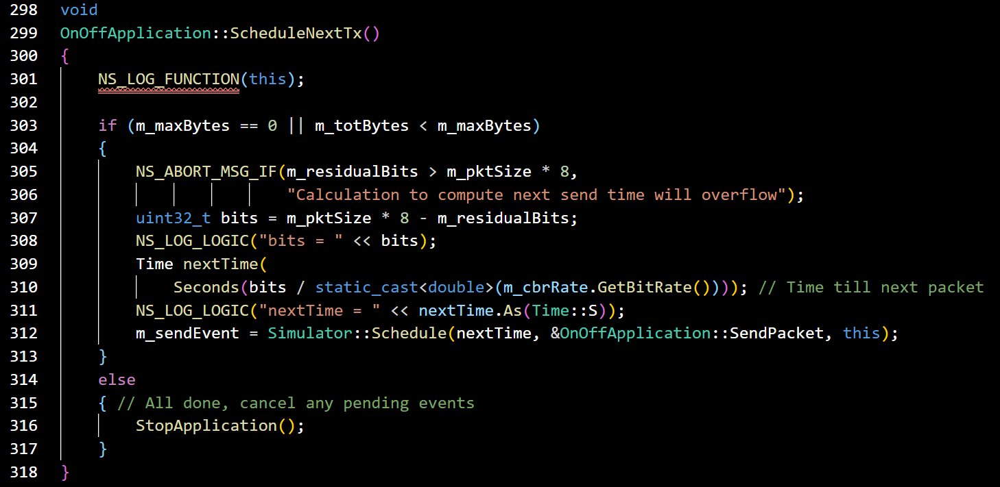 298 void
299 OnOffApplication::ScheduleNextTx()
300 {
301     NS_LOG_FUNCTION(this);
302
303     if (m_maxBytes == 0 || m_totBytes < m_maxBytes)
304     {
305         NS_ABORT_MSG_IF(m_residualBits > m_pktSize * 8,
306                         "Calculation to compute next send time will overflow");
307         uint32_t bits = m_pktSize * 8 - m_residualBits;
308         NS_LOG_LOGIC("bits = " << bits);
309         Time nextTime(
310             Seconds(bits / static_cast<double>(m_cbrRate.GetBitRate()))); // Time till next packet
311         NS_LOG_LOGIC("nextTime = " << nextTime.As(Time::S));
312         m_sendEvent = Simulator::Schedule(nextTime, &OnOffApplication::SendPacket, this);
313     }
314     else
315     { // All done, cancel any pending events
316         StopApplication();
317     }
318 }